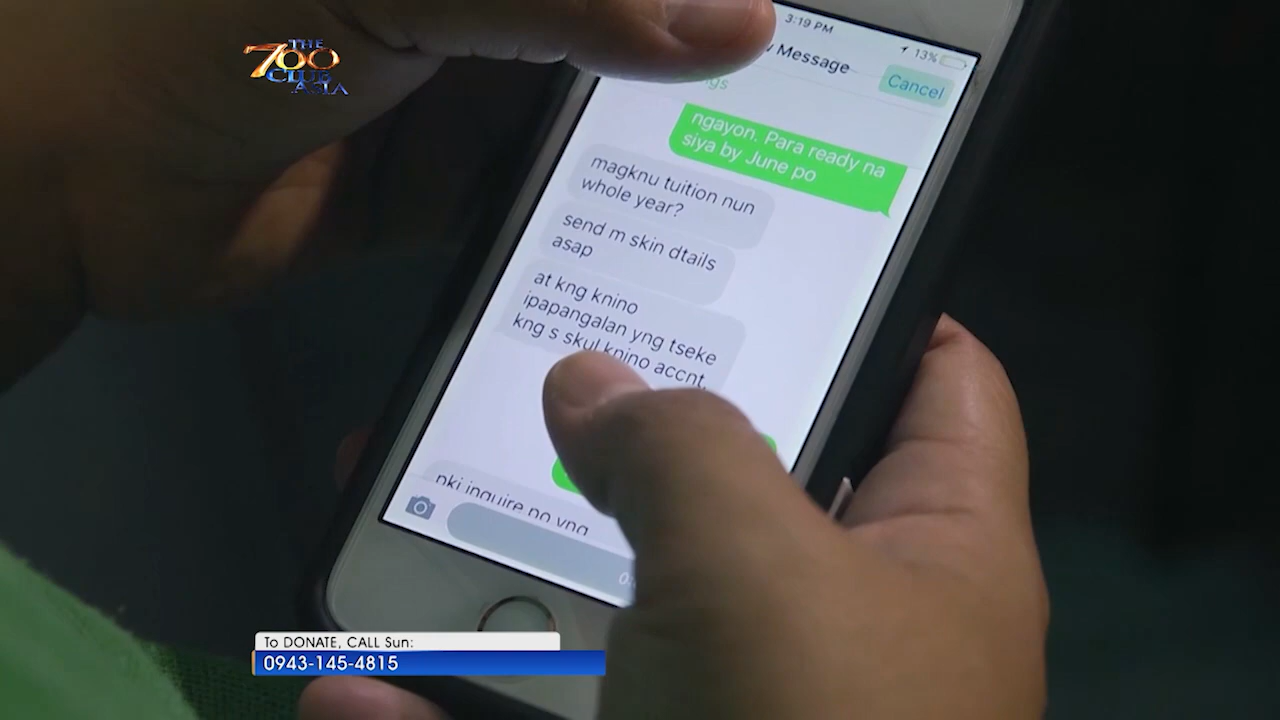 THE
700
CLUB
ASIA
3:19 PM
13%
Message
Cancel
ngayon. Para ready na
siya by June po
magknu tuition nun
whole year?
send m skin dtails
asap
at kng knino
ipapangalan yng tseke
kng s skul knino accnt
pki inquire po yng
To DONATE, CALL Sun:
0943-145-4815